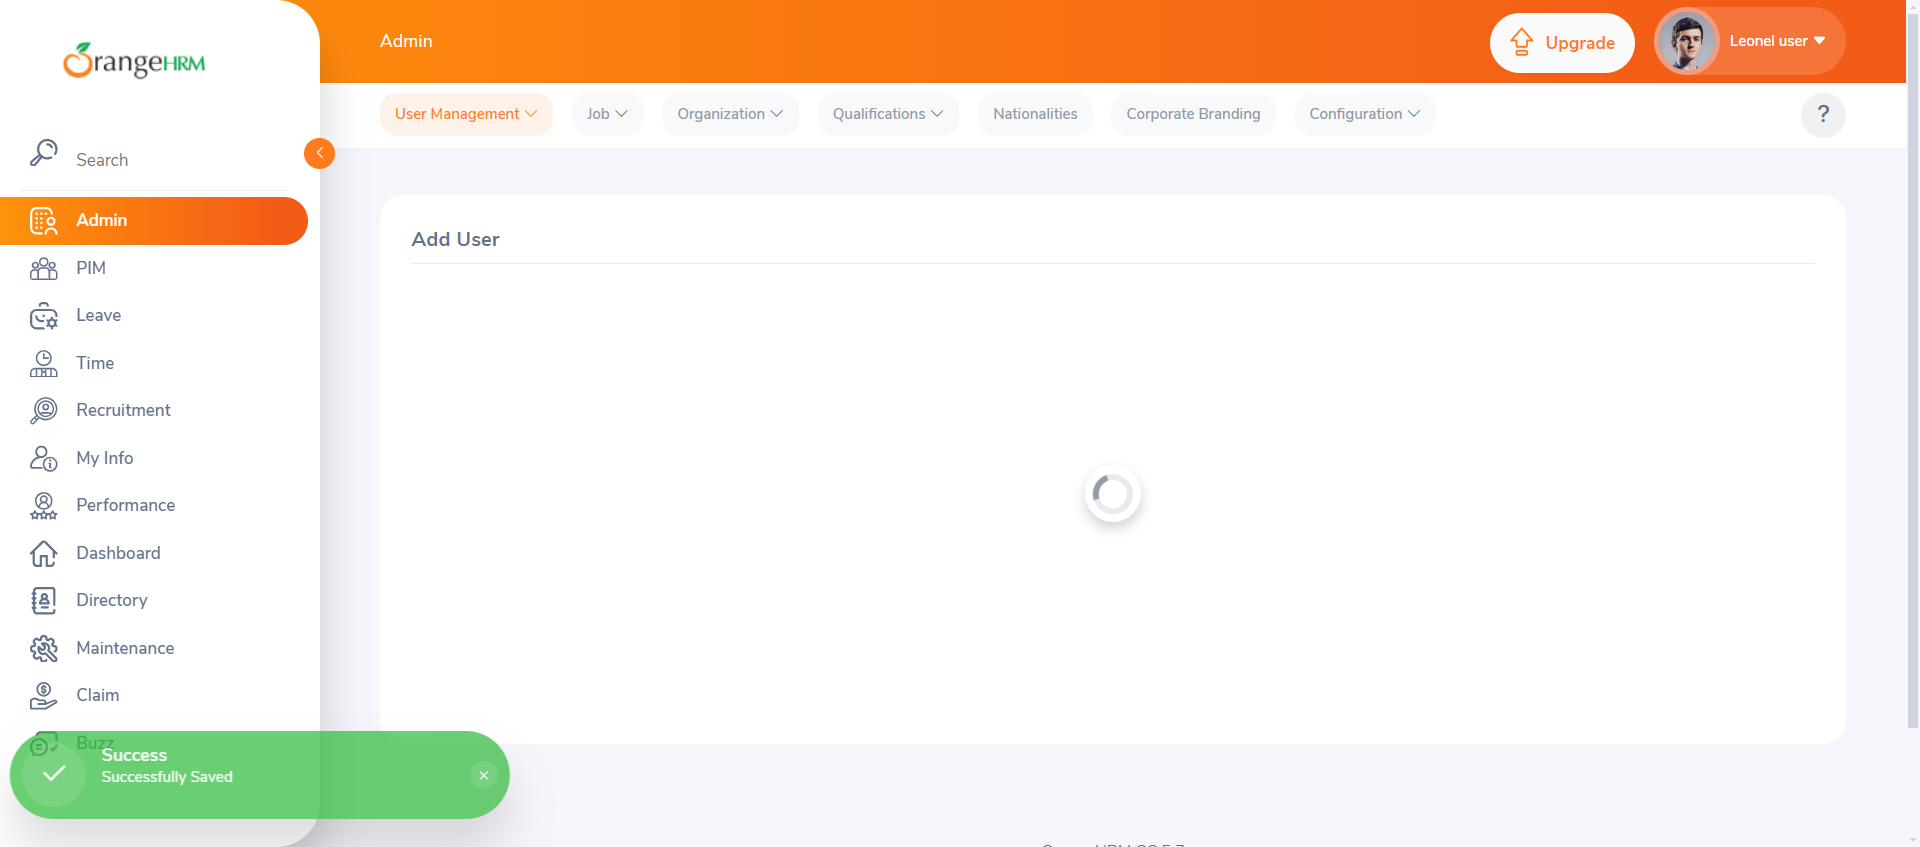 OrangeHRM
Admin
Upgrade
Leonel user
User Management
Job
Organization
Qualifications
Nationalities
Corporate Branding
Configuration
?
Search
Admin
PIM
Leave
Time
Recruitment
My Info
Performance
Dashboard
Directory
Maintenance
Claim
Buzz
Add User
Success
Successfully Saved